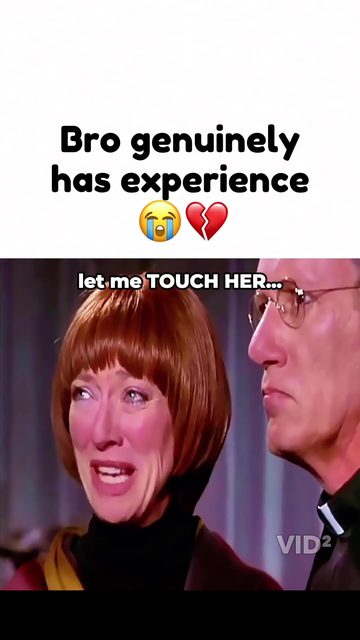 Bro genuinely
has experience
😭💔
let me TOUCH HER...
VID²